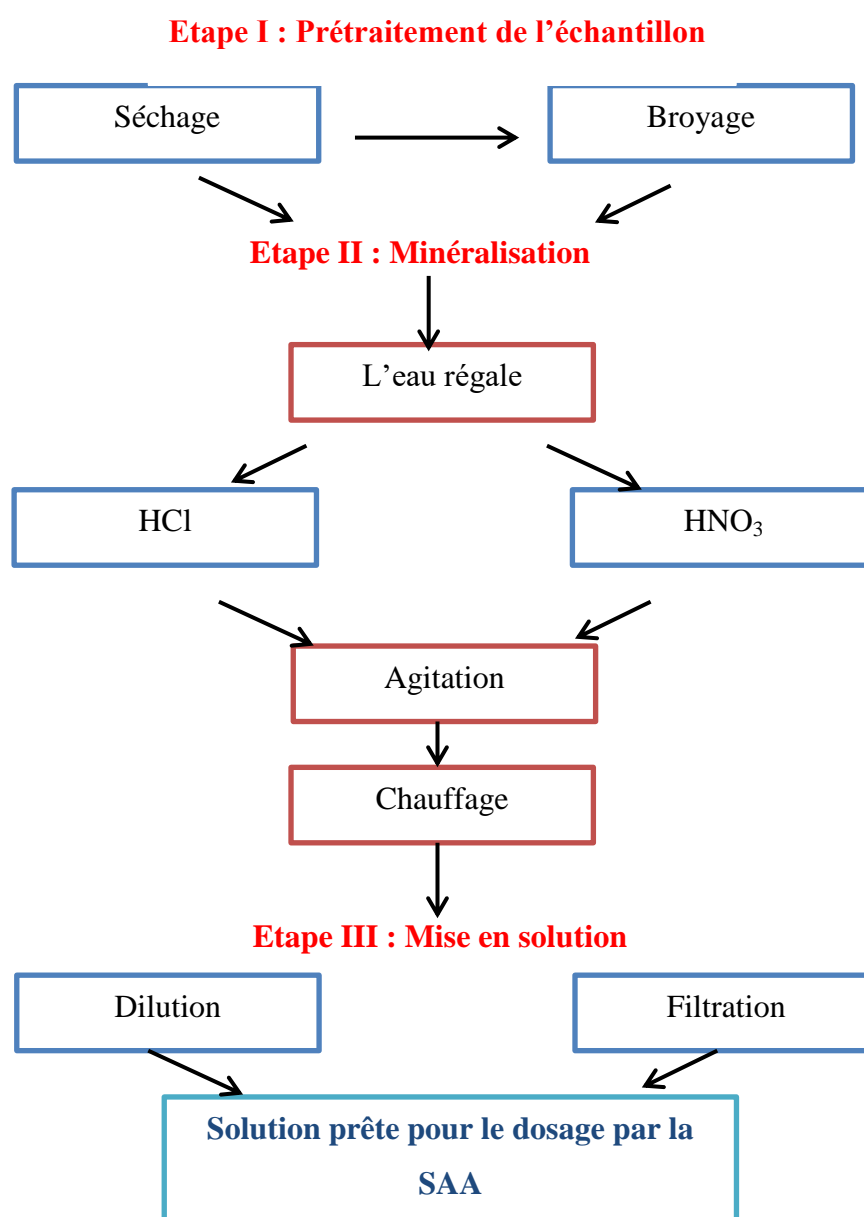 Etape I : Prétraitement de l’échantillon
Séchage
Broyage
Etape II : Minéralisation
L’eau régale
HCl
HNO₃
Agitation
Chauffage
Etape III : Mise en solution
Dilution
Filtration
Solution prête pour le dosage par la
SAA